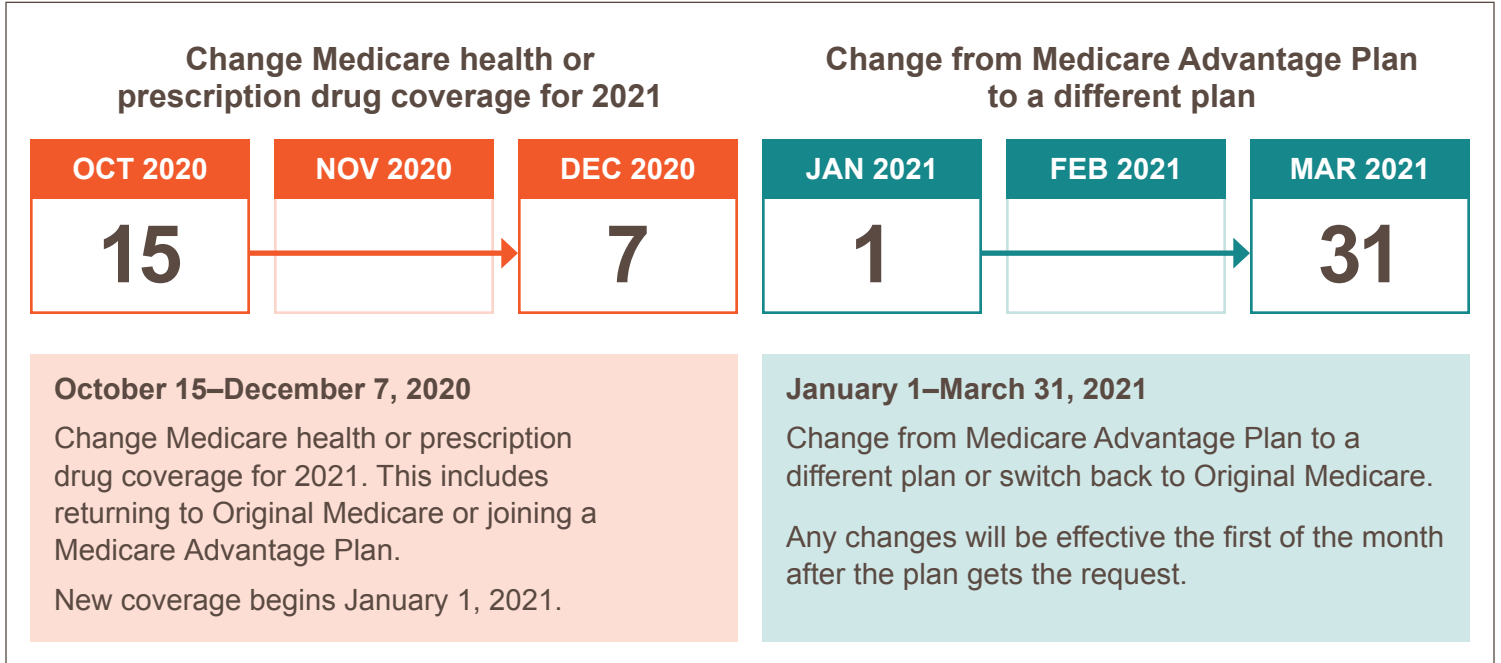 Change Medicare health or
prescription drug coverage for 2021
OCT 2020
NOV 2020
DEC 2020
15
7
October 15–December 7, 2020
Change Medicare health or prescription
drug coverage for 2021. This includes
returning to Original Medicare or joining a
Medicare Advantage Plan.
New coverage begins January 1, 2021.
Change from Medicare Advantage Plan
to a different plan
JAN 2021
FEB 2021
MAR 2021
1
31
January 1–March 31, 2021
Change from Medicare Advantage Plan to a
different plan or switch back to Original Medicare.
Any changes will be effective the first of the month
after the plan gets the request.